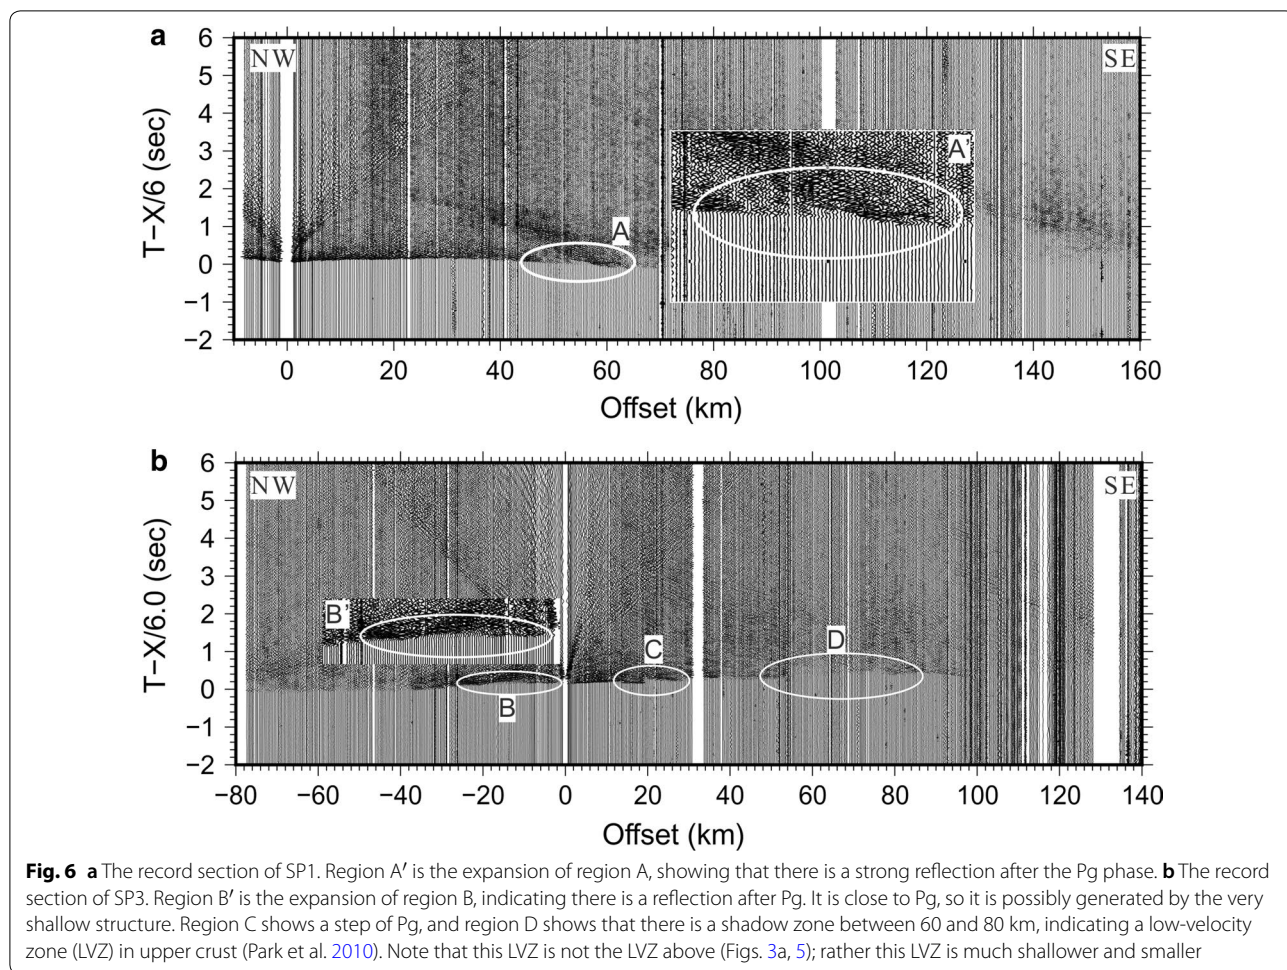 a
6
5
4
3
2
1
0
−1
−2
T−X/6 (sec)
NW
SE
A
A'
0 20 40 60 80 100 120 140 160
Offset (km)
b
6
5
4
3
2
1
0
−1
−2
T−X/6.0 (sec)
NW
SE
B'
B
C
D
−80 −60 −40 −20 0 20 40 60 80 100 120 140
Offset (km)
Fig. 6 a The record section of SP1. Region A′ is the expansion of region A, showing that there is a strong reflection after the Pg phase. b The record
section of SP3. Region B′ is the expansion of region B, indicating there is a reflection after Pg. It is close to Pg, so it is possibly generated by the very
shallow structure. Region C shows a step of Pg, and region D shows that there is a shadow zone between 60 and 80 km, indicating a low-velocity
zone (LVZ) in upper crust (Park et al. 2010). Note that this LVZ is not the LVZ above (Figs. 3a, 5); rather this LVZ is much shallower and smaller